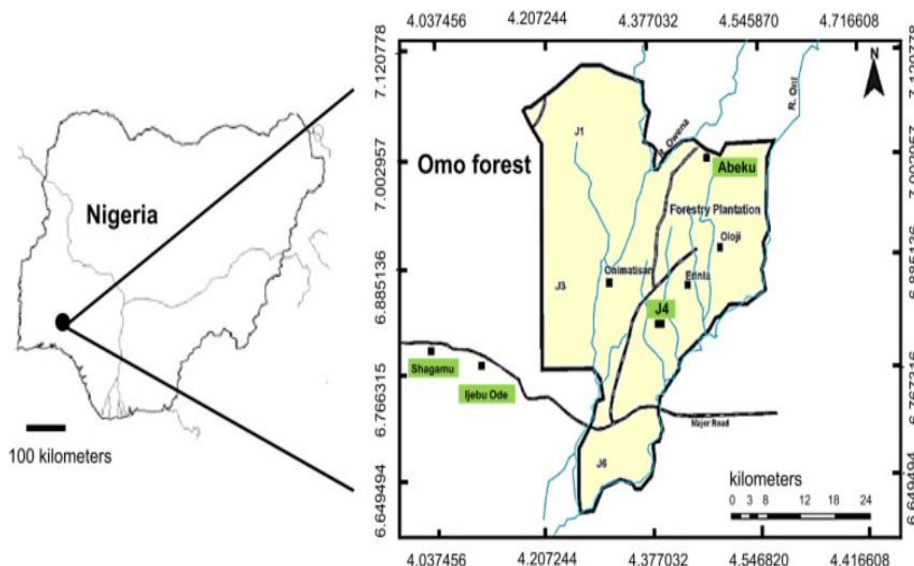 Nigeria
100 kilometers
4.037456 4.207244 4.377032 4.545870 4.716608
7.120778
7.002957
6.885136
6.766315
6.649494
Omo forest
N
J1
R. Owena
R. Oni
Abeku
Forestry Plantation
Oloji
Onimatisan
Erinla
J3
J4
Shagamu
Ijebu Ode
Major Road
J6
kilometers
0 3 8 12 18 24
7.120778
7.002957
6.885136
6.767316
6.649494
4.037456 4.207244 4.377032 4.546820 4.416608